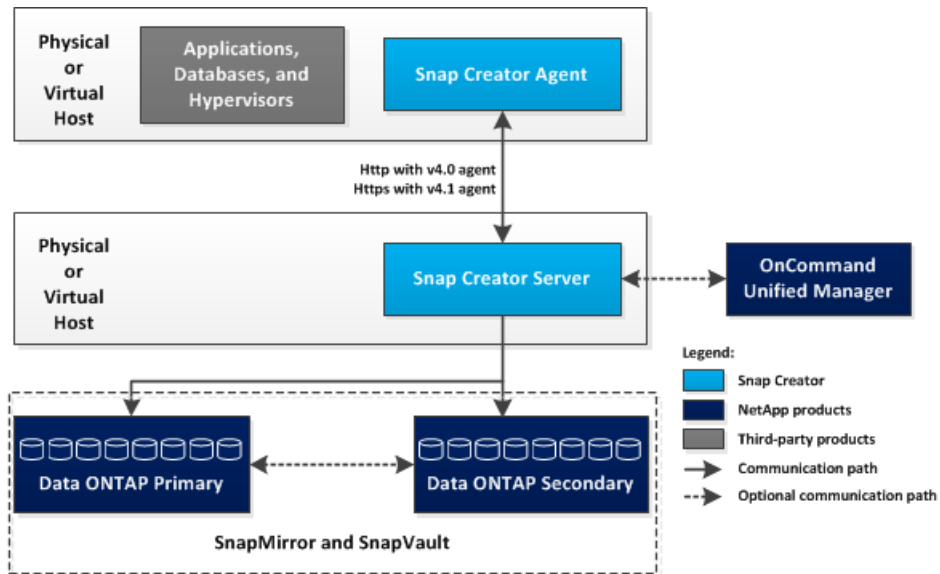 Physical
or
Virtual
Host
Applications,
Databases, and
Hypervisors
Snap Creator Agent
Http with v4.0 agent
Https with v4.1 agent
Physical
or
Virtual
Host
Snap Creator Server
OnCommand
Unified Manager
Legend:
Snap Creator
NetApp products
Third-party products
Communication path
Optional communication path
Data ONTAP Primary
Data ONTAP Secondary
SnapMirror and SnapVault